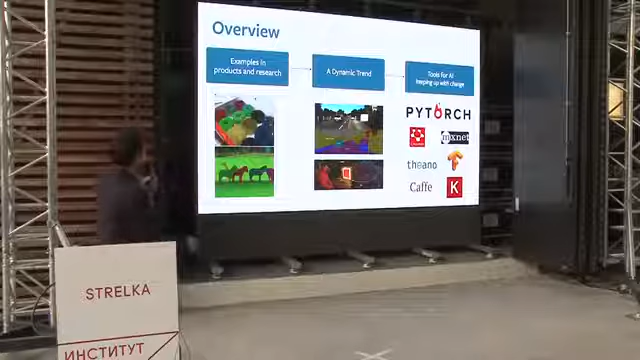 Overview
Examples in
products and research
A Dynamic Trend
Tools for AI
keeping up with change
PYTORCH
mxnet
theano
Caffe
K
STRELKA
ИНСТИТУТ